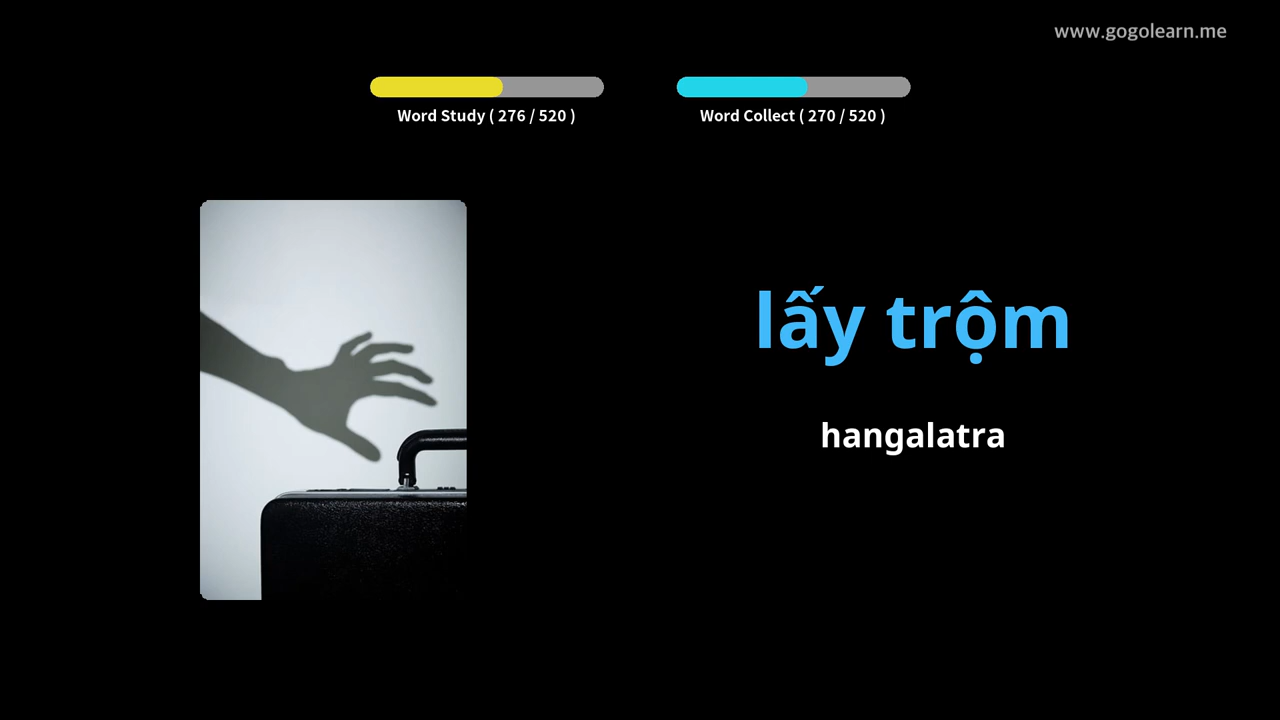 www.gogolearn.me
Word Study ( 276 / 520 )
Word Collect ( 270 / 520 )
lấy trộm
hangalatra